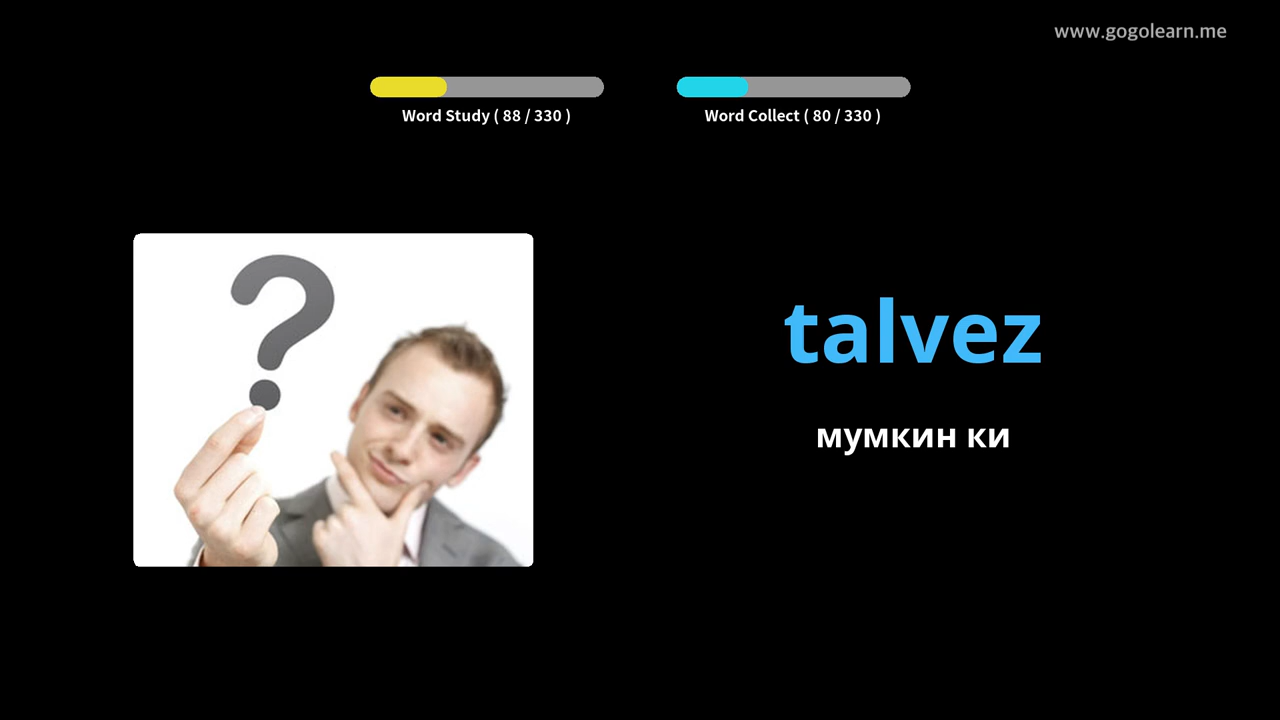 www.gogolearn.me
Word Study ( 88 / 330 )
Word Collect ( 80 / 330 )
?
talvez
мумкин ки